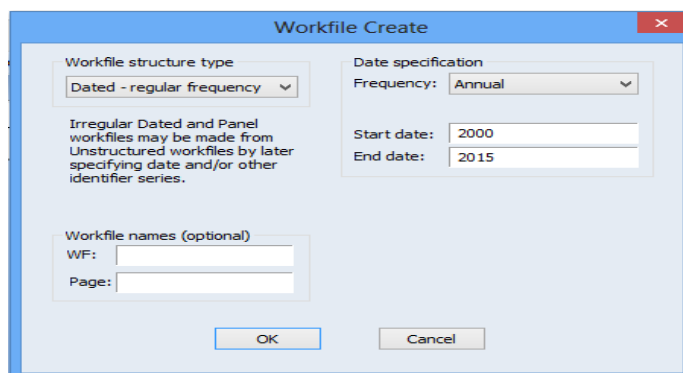 Workfile Create
Workfile structure type
Dated - regular frequency
Irregular Dated and Panel
workfiles may be made from
Unstructured workfiles by later
specifying date and/or other
identifier series.
Date specification
Frequency: Annual
Start date: 2000
End date: 2015
Workfile names (optional)
WF:
Page:
OK
Cancel